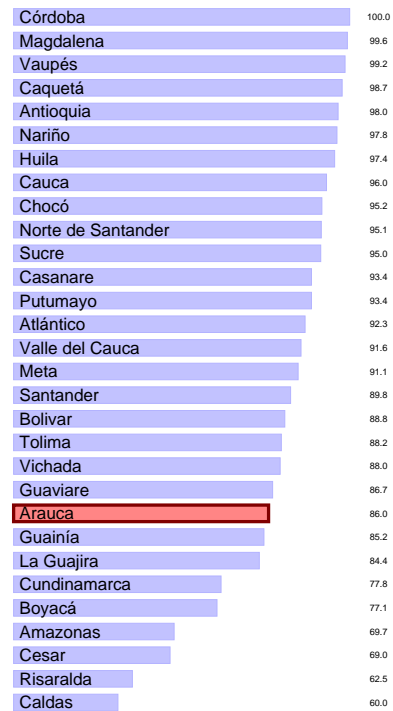 Córdoba 100.0
Magdalena 99.6
Vaupés 99.2
Caquetá 98.7
Antioquia 98.0
Nariño 97.8
Huila 97.4
Cauca 96.0
Chocó 95.2
Norte de Santander 95.1
Sucre 95.0
Casanare 93.4
Putumayo 93.4
Atlántico 92.3
Valle del Cauca 91.6
Meta 91.1
Santander 89.8
Bolivar 88.8
Tolima 88.2
Vichada 88.0
Guaviare 86.7
Arauca 86.0
Guainía 85.2
La Guajira 84.4
Cundinamarca 77.8
Boyacá 77.1
Amazonas 69.7
Cesar 69.0
Risaralda 62.5
Caldas 60.0